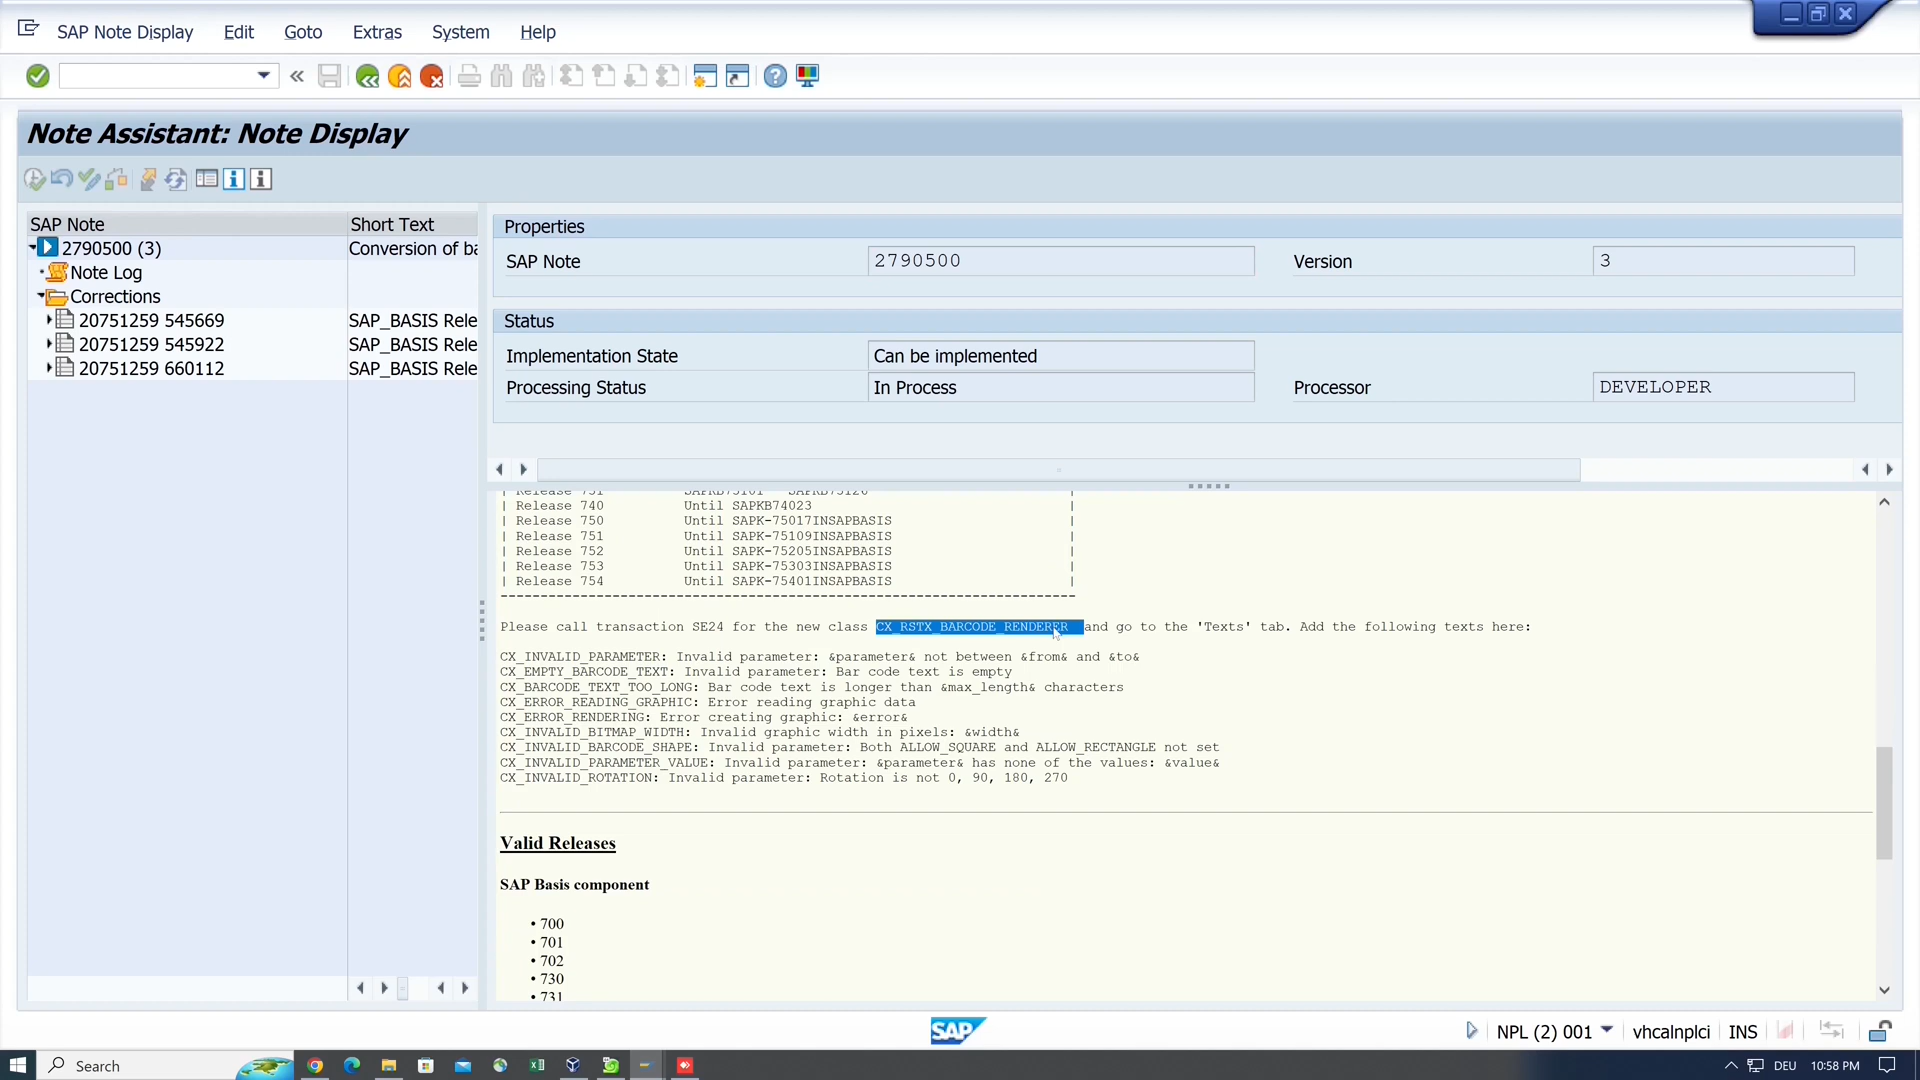 SAP Note Display Edit Goto Extras System Help
Note Assistant: Note Display
SAP Note Short Text
2790500 (3) Conversion of ba
Note Log
Corrections
20751259 545669 SAP_BASIS Rele
20751259 545922 SAP_BASIS Rele
20751259 660112 SAP_BASIS Rele
Properties
SAP Note 2790500 Version 3
Status
Implementation State Can be implemented
Processing Status In Process Processor DEVELOPER
| Release 731 SAPKB73101 - SAPKB73126 |
| Release 740 Until SAPKB74023 |
| Release 750 Until SAPK-75017INSAPBASIS |
| Release 751 Until SAPK-75109INSAPBASIS |
| Release 752 Until SAPK-75205INSAPBASIS |
| Release 753 Until SAPK-75303INSAPBASIS |
| Release 754 Until SAPK-75401INSAPBASIS |
------------------------------------------------------------------------
Please call transaction SE24 for the new class CX_RSTX_BARCODE_RENDERER and go to the 'Texts' tab. Add the following texts here:
CX_INVALID_PARAMETER: Invalid parameter: &parameter& not between &from& and &to&
CX_EMPTY_BARCODE_TEXT: Invalid parameter: Bar code text is empty
CX_BARCODE_TEXT_TOO_LONG: Bar code text is longer than &max_length& characters
CX_ERROR_READING_GRAPHIC: Error reading graphic data
CX_ERROR_RENDERING: Error creating graphic: &error&
CX_INVALID_BITMAP_WIDTH: Invalid graphic width in pixels: &width&
CX_INVALID_BARCODE_SHAPE: Invalid parameter: Both ALLOW_SQUARE and ALLOW_RECTANGLE not set
CX_INVALID_PARAMETER_VALUE: Invalid parameter: &parameter& has none of the values: &value&
CX_INVALID_ROTATION: Invalid parameter: Rotation is not 0, 90, 180, 270
Valid Releases
SAP Basis component
• 700
• 701
• 702
• 730
• 731
SAP
NPL (2) 001 vhcalnplci INS
Search
DEU 10:58 PM